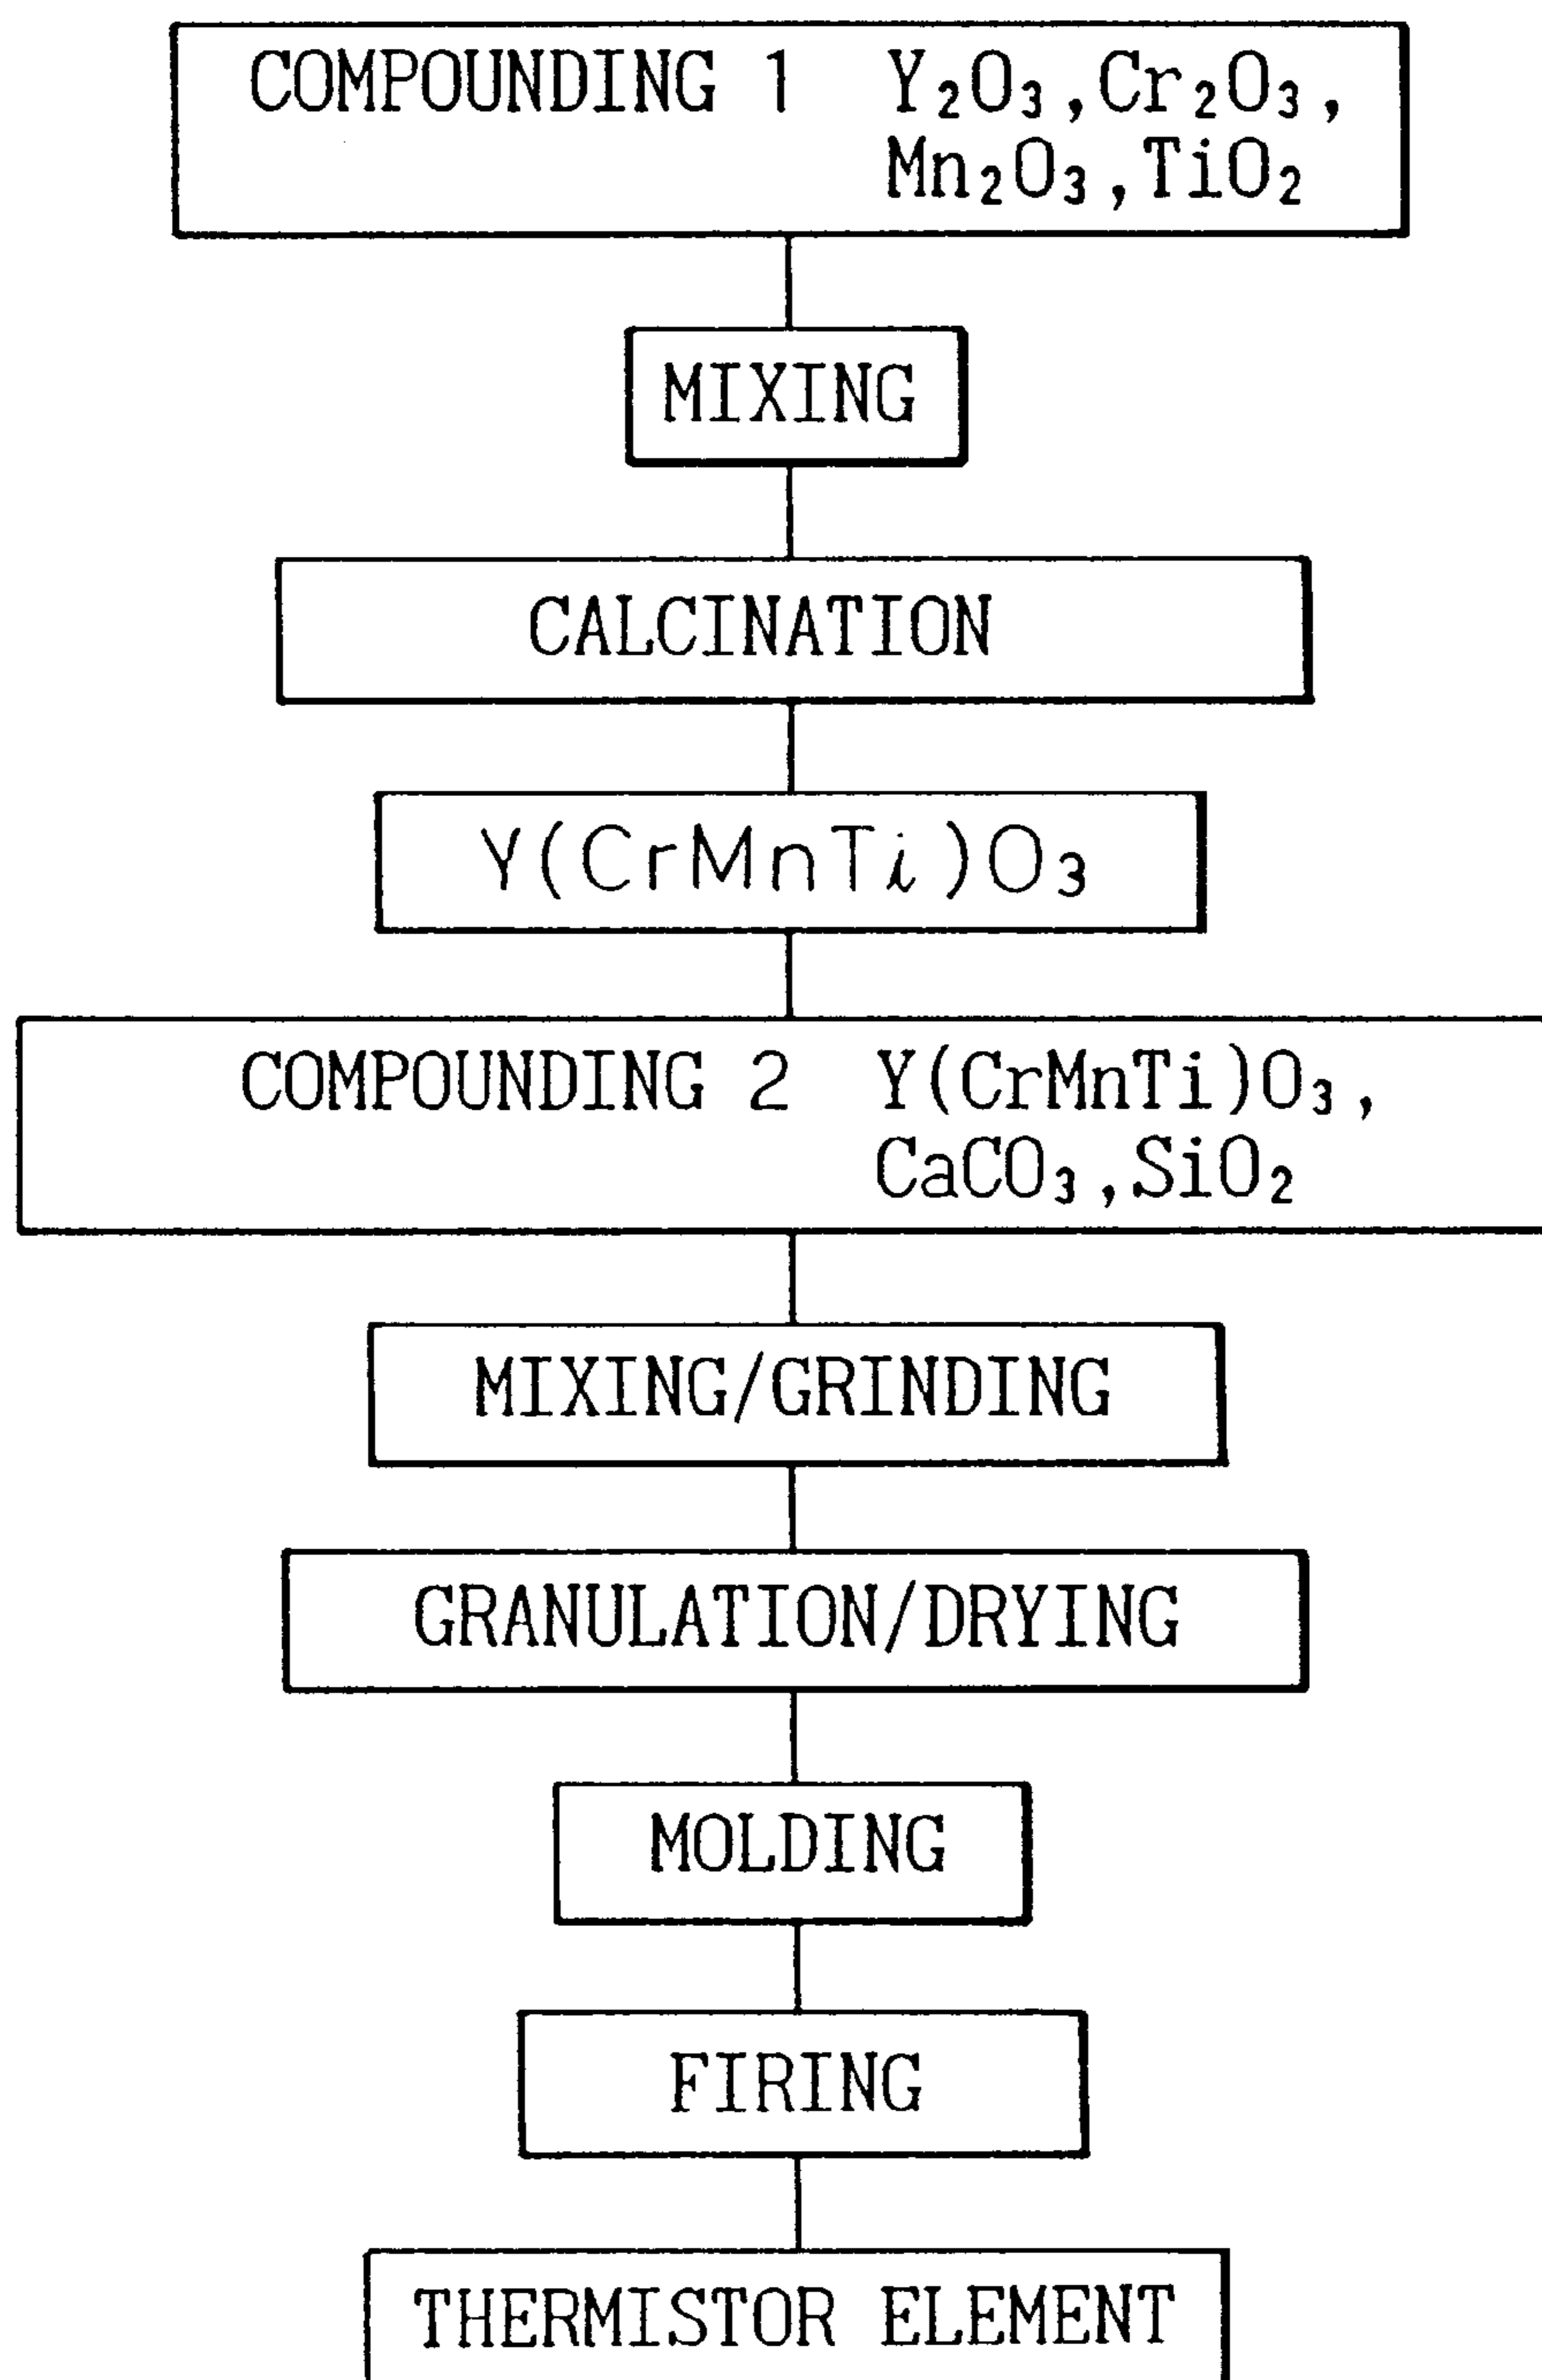 COMPOUNDING 1 Y₂O₃,Cr₂O₃,
Mn₂O₃,TiO₂
MIXING
CALCINATION
Y(CrMnTi)O₃
COMPOUNDING 2 Y(CrMnTi)O₃,
CaCO₃,SiO₂
MIXING/GRINDING
GRANULATION/DRYING
MOLDING
FIRING
THERMISTOR ELEMENT